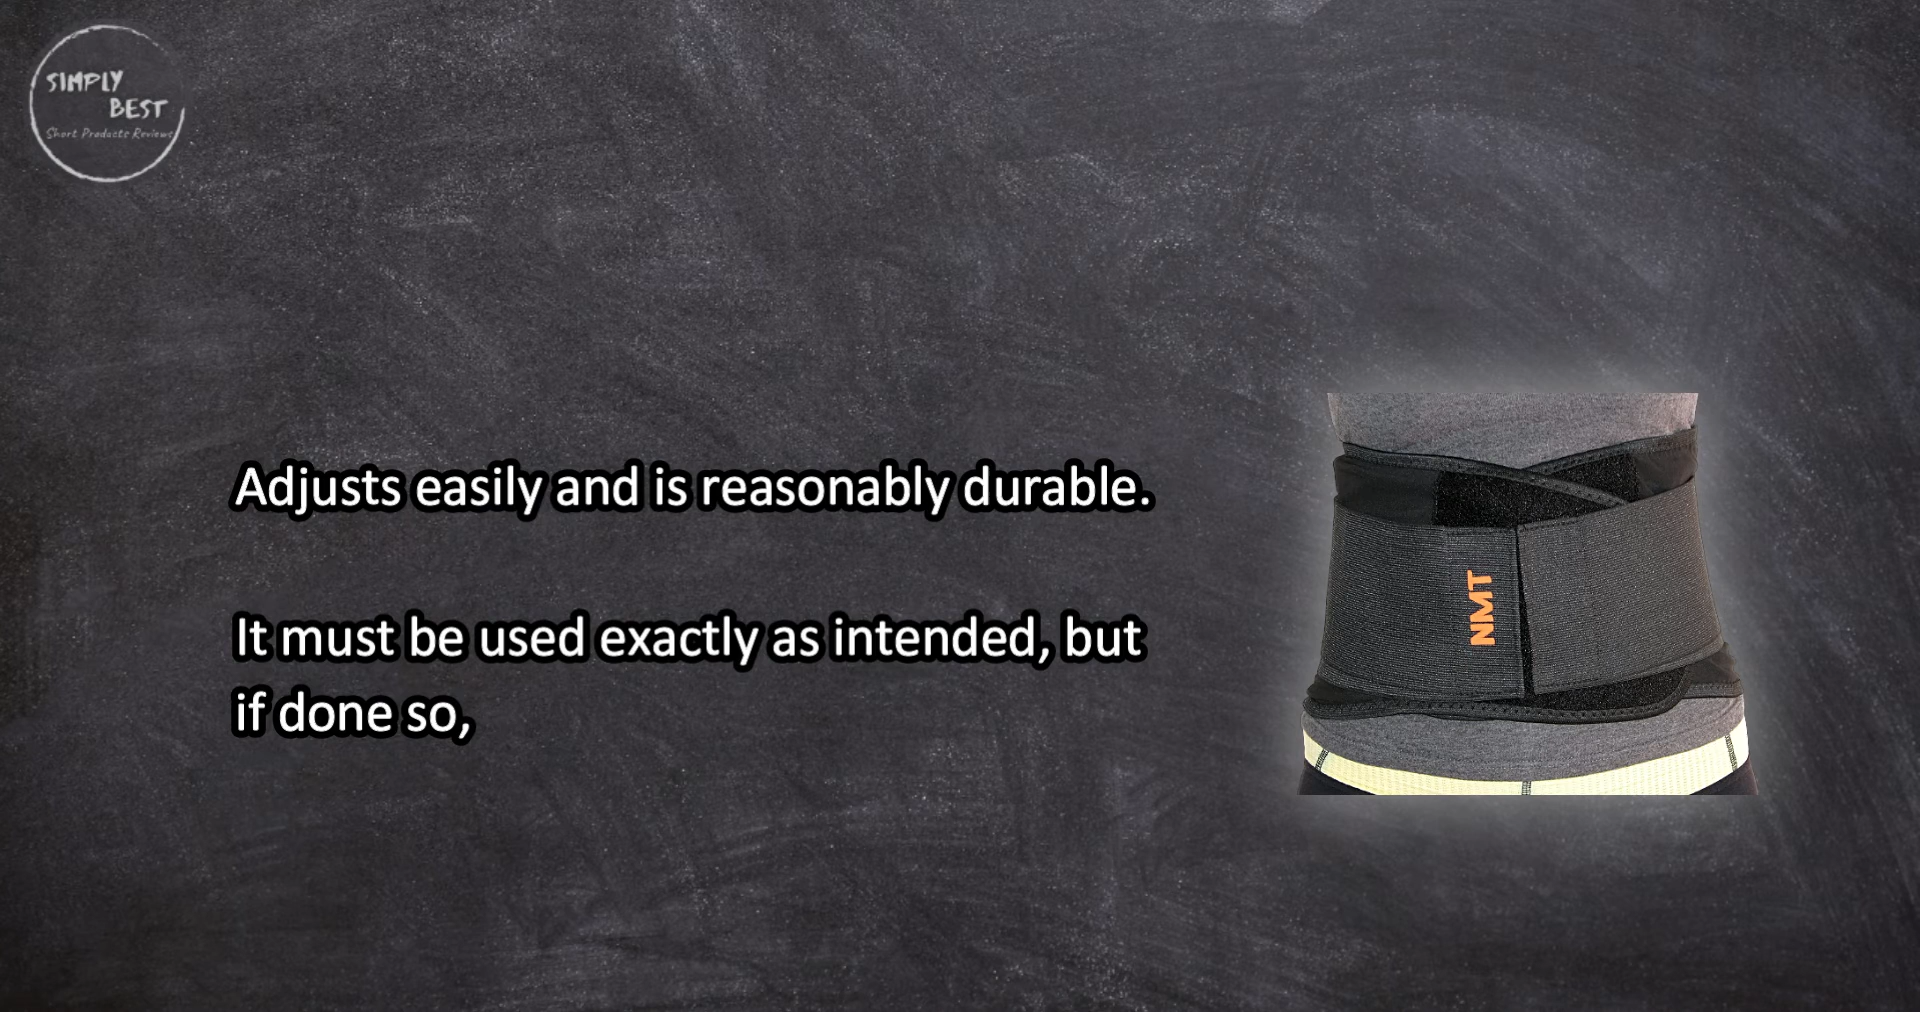 SIMPLY
BEST
Short Products Reviews
Adjusts easily and is reasonably durable.
It must be used exactly as intended, but
if done so,
NMT